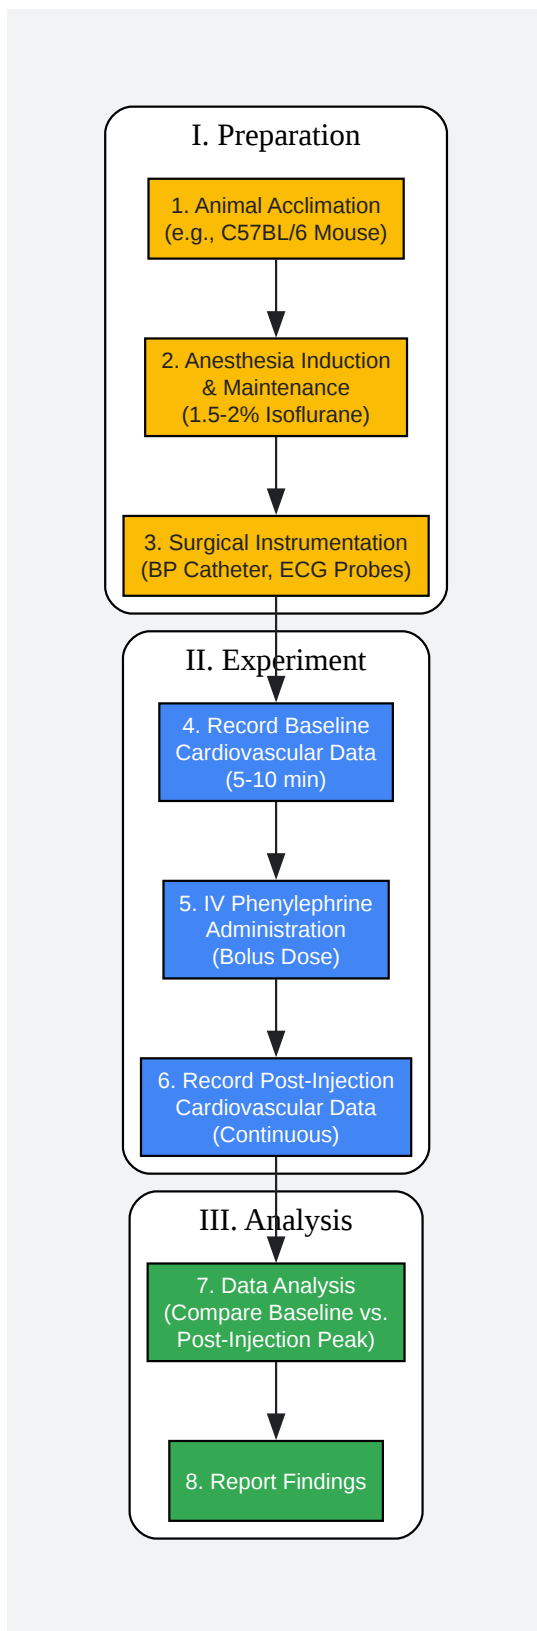 I. Preparation
1. Animal Acclimation
(e.g., C57BL/6 Mouse)
2. Anesthesia Induction
& Maintenance
(1.5-2% Isoflurane)
3. Surgical Instrumentation
(BP Catheter, ECG Probes)
II. Experiment
4. Record Baseline
Cardiovascular Data
(5-10 min)
5. IV Phenylephrine
Administration
(Bolus Dose)
6. Record Post-Injection
Cardiovascular Data
(Continuous)
III. Analysis
7. Data Analysis
(Compare Baseline vs.
Post-Injection Peak)
8. Report Findings